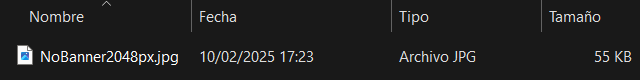 Nombre Fecha Tipo Tamaño
NoBanner2048px.jpg 10/02/2025 17:23 Archivo JPG 55 KB